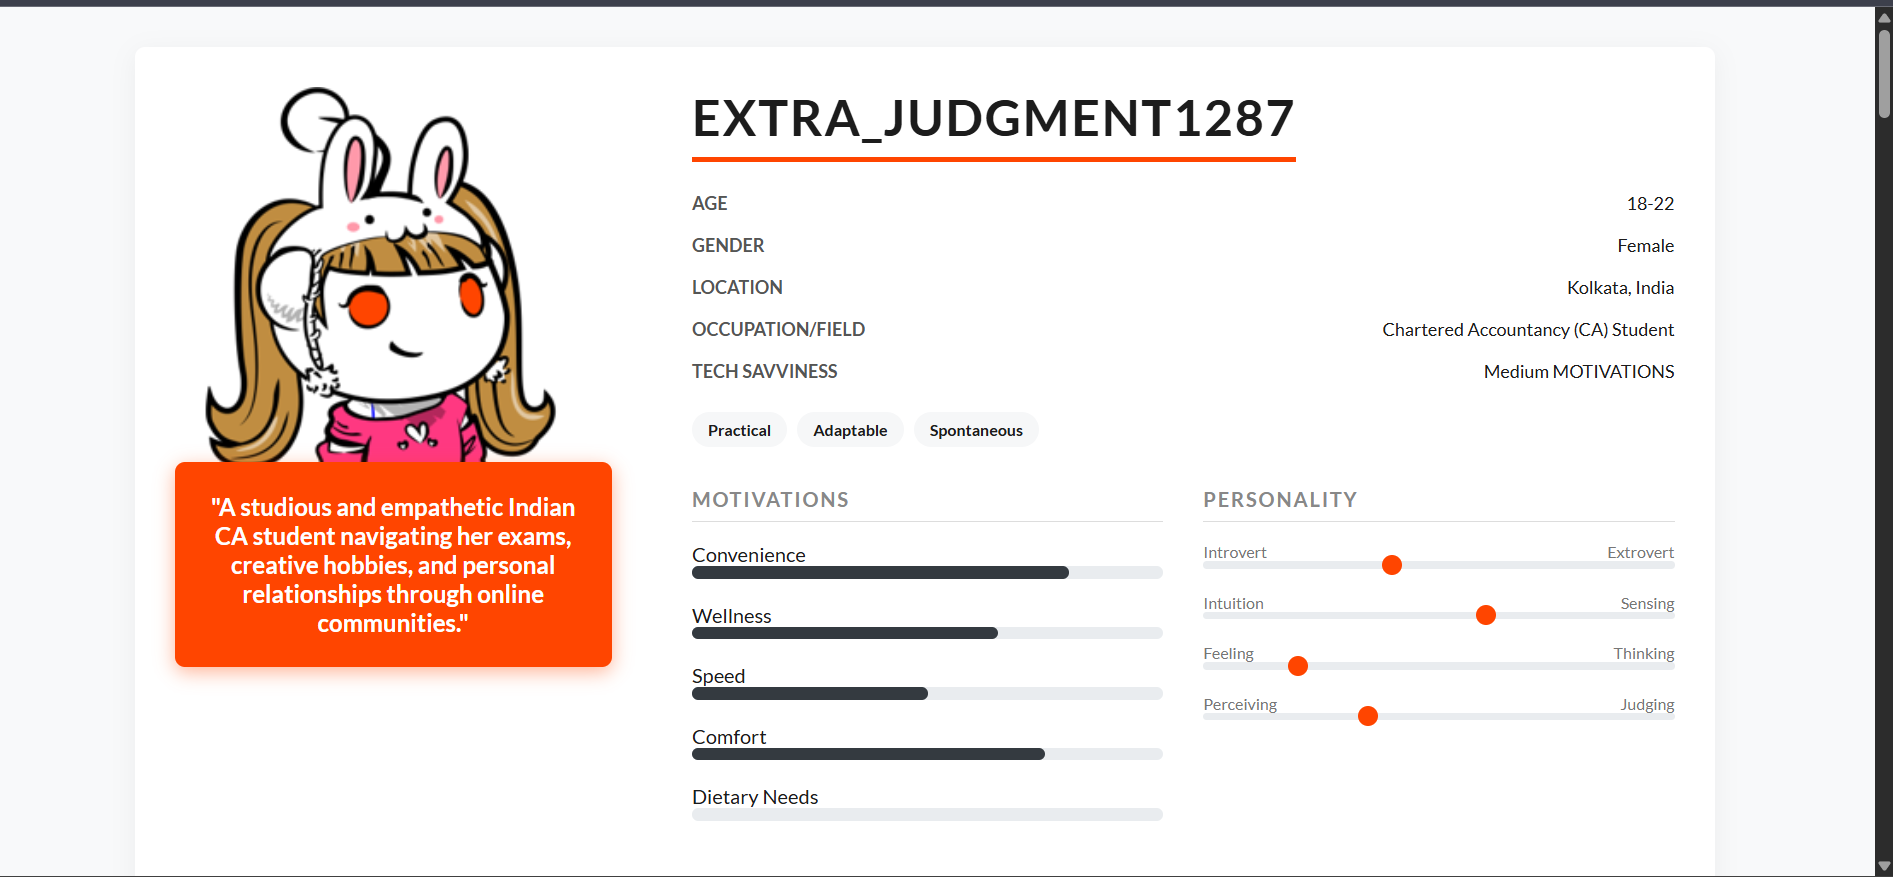 EXTRA_JUDGMENT1287
AGE 18-22
GENDER Female
LOCATION Kolkata, India
OCCUPATION/FIELD Chartered Accountancy (CA) Student
TECH SAVVINESS Medium MOTIVATIONS
Practical Adaptable Spontaneous
"A studious and empathetic Indian
CA student navigating her exams,
creative hobbies, and personal
relationships through online
communities."
MOTIVATIONS
Convenience
Wellness
Speed
Comfort
Dietary Needs
PERSONALITY
Introvert Extrovert
Intuition Sensing
Feeling Thinking
Perceiving Judging